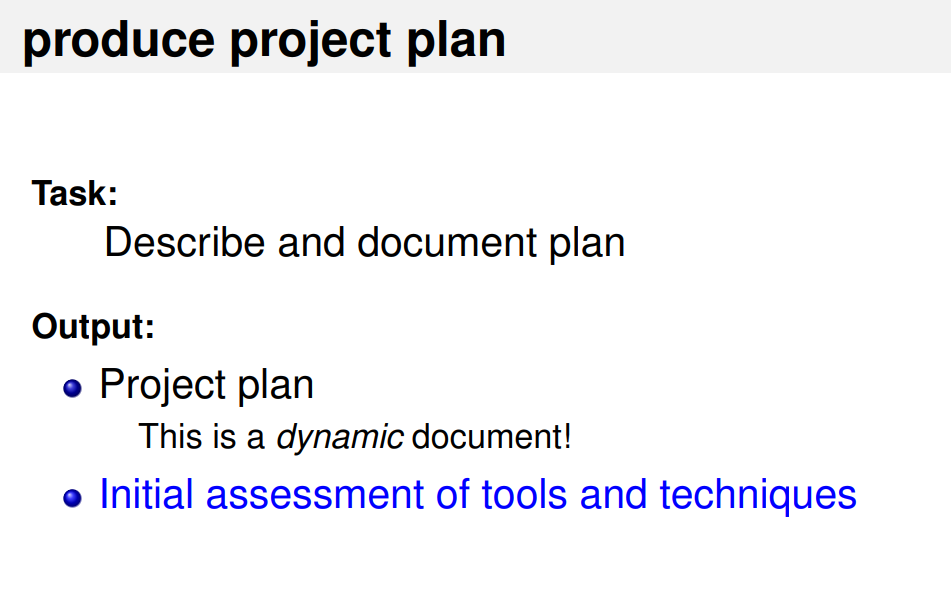 produce project plan
Task:
Describe and document plan
Output:
Project plan
This is a dynamic document!
Initial assessment of tools and techniques